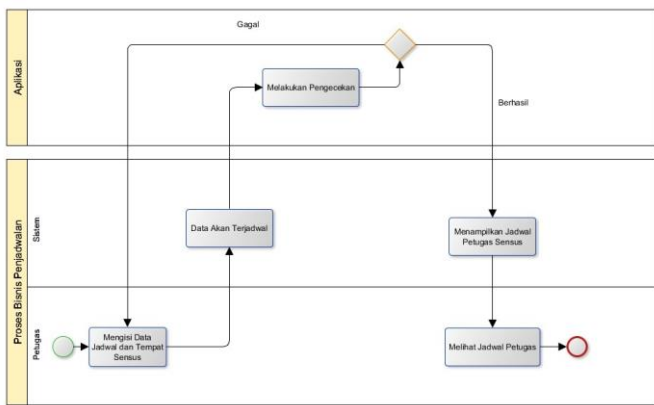 Gagal
Aplikasi
Melakukan Pengecekan
Berhasil
Proses Bisnis Penjadwalan
Sistem
Data Akan Terjadwal
Menampilkan Jadwal
Petugas Sensus
Petugas
Mengisi Data
Jadwal dan Tempat
Sensus
Melihat Jadwal Petugas